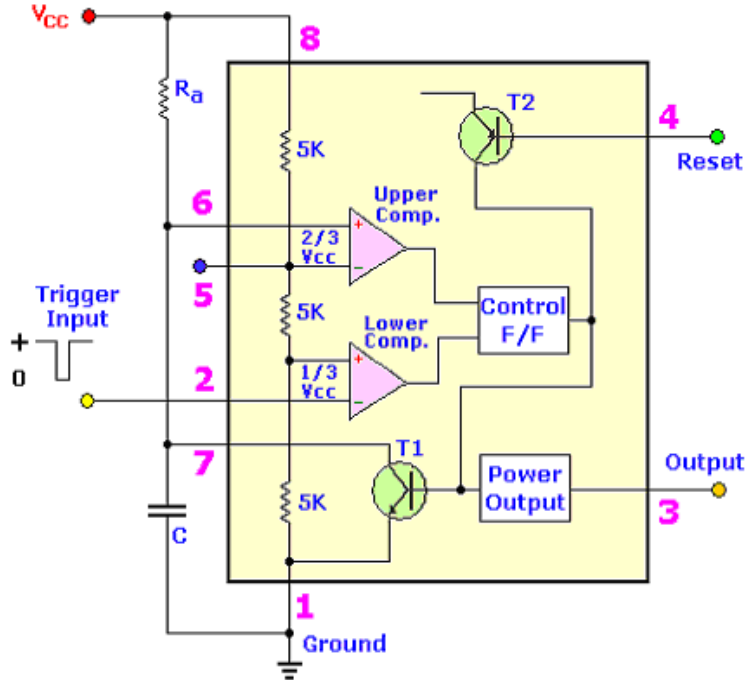 VCC
8
Ra
T2
4
5K
Reset
6
Upper
Comp.
+
2/3
Vcc
-
5
Trigger
Input
5K
Control
F/F
Lower
Comp.
+
0
2
+
1/3
Vcc
-
7
T1
Power
Output
Output
5K
3
C
1
Ground